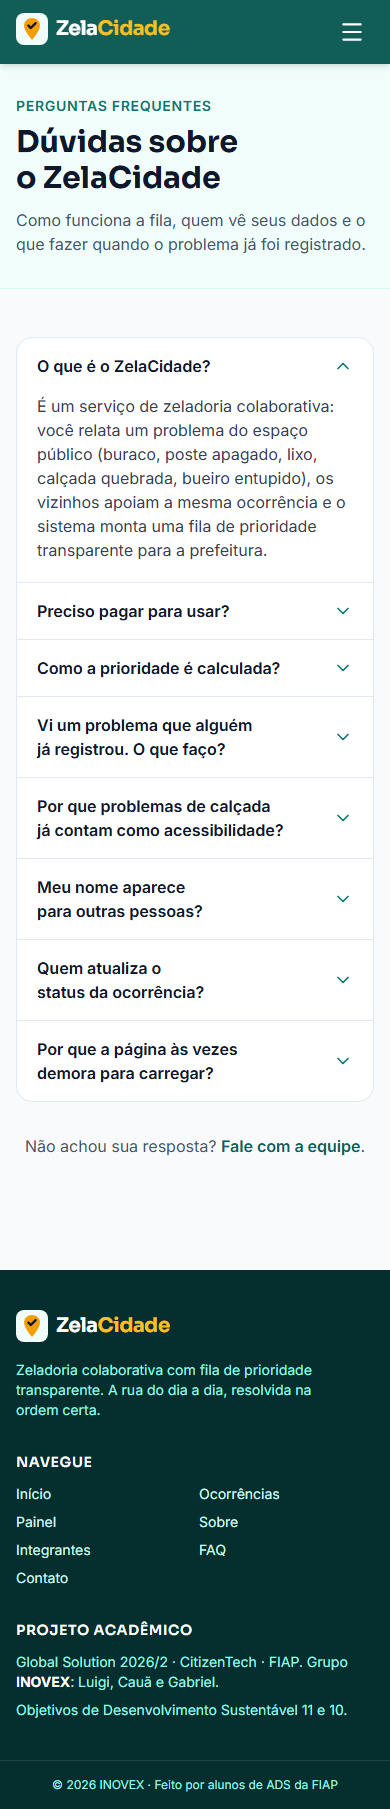 ZelaCidade
PERGUNTAS FREQUENTES
Dúvidas sobre
o ZelaCidade
Como funciona a fila, quem vê seus dados e o
que fazer quando o problema já foi registrado.
O que é o ZelaCidade?
É um serviço de zeladoria colaborativa:
você relata um problema do espaço
público (buraco, poste apagado, lixo,
calçada quebrada, bueiro entupido), os
vizinhos apoiam a mesma ocorrência e o
sistema monta uma fila de prioridade
transparente para a prefeitura.
Preciso pagar para usar?
Como a prioridade é calculada?
Vi um problema que alguém
já registrou. O que faço?
Por que problemas de calçada
já contam como acessibilidade?
Meu nome aparece
para outras pessoas?
Quem atualiza o
status da ocorrência?
Por que a página às vezes
demora para carregar?
Não achou sua resposta? Fale com a equipe.
ZelaCidade
Zeladoria colaborativa com fila de prioridade
transparente. A rua do dia a dia, resolvida na
ordem certa.
NAVEGUE
Início
Ocorrências
Painel
Sobre
Integrantes
FAQ
Contato
PROJETO ACADÊMICO
Global Solution 2026/2 · CitizenTech · FIAP. Grupo
INOVEX: Luigi, Cauã e Gabriel.
Objetivos de Desenvolvimento Sustentável 11 e 10.
© 2026 INOVEX · Feito por alunos de ADS da FIAP